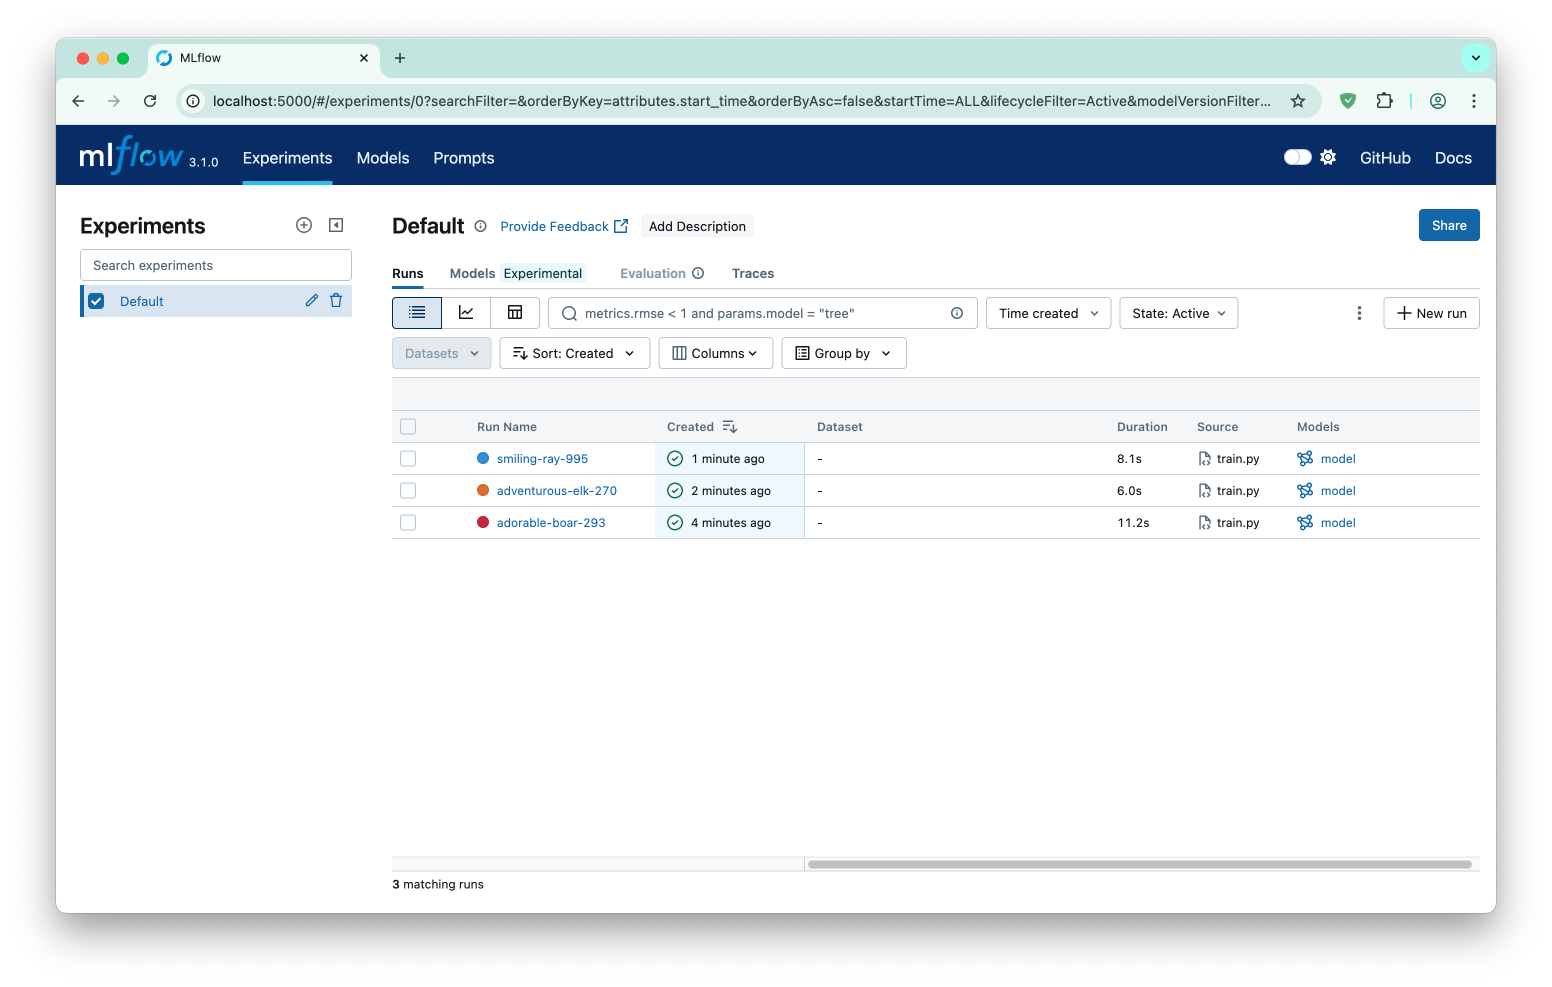 MLflow
localhost:5000/#/experiments/0?searchFilter=&orderByKey=attributes.start_time&orderByAsc=false&startTime=ALL&lifecycleFilter=Active&modelVersionFilter...
mlflow 3.1.0 Experiments Models Prompts GitHub Docs
Experiments
Search experiments
Default
Default Provide Feedback Add Description Share
Runs Models Experimental Evaluation Traces
metrics.rmse < 1 and params.model = "tree" Time created State: Active New run
Datasets Sort: Created Columns Group by
Run Name Created Dataset Duration Source Models
smiling-ray-995 1 minute ago - 8.1s train.py model
adventurous-elk-270 2 minutes ago - 6.0s train.py model
adorable-boar-293 4 minutes ago - 11.2s train.py model
3 matching runs